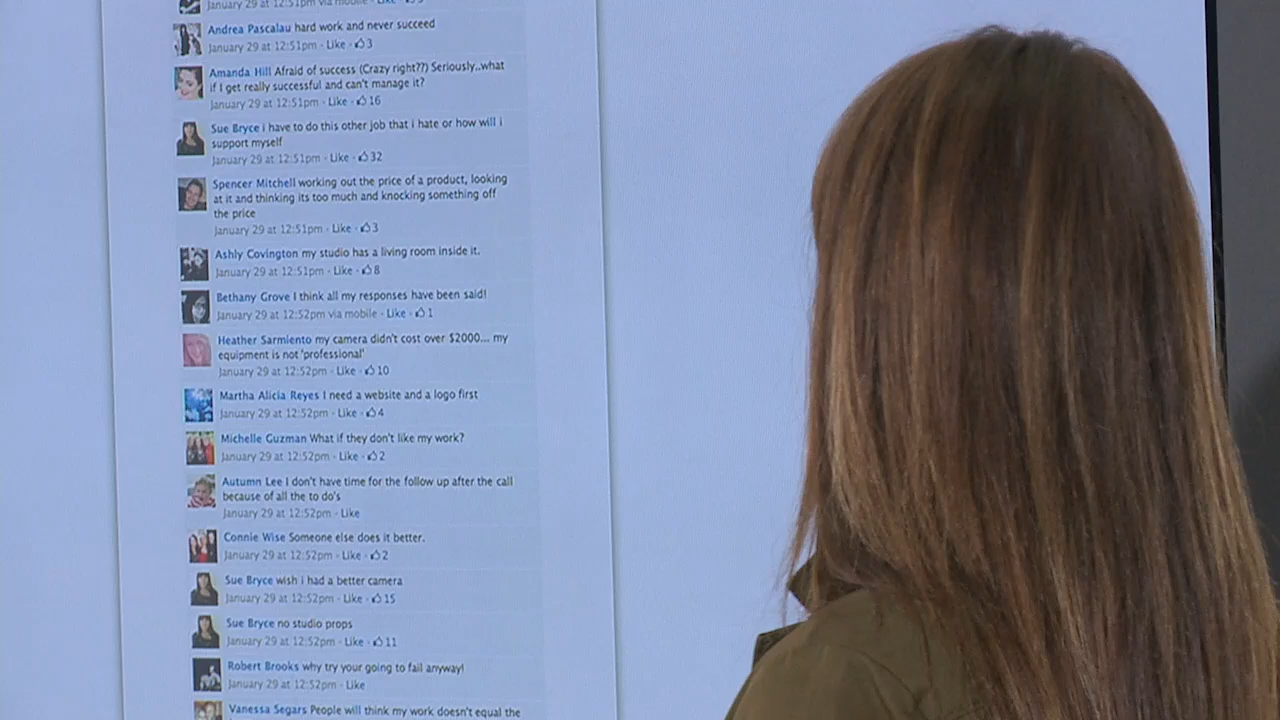 January 29 at 12:51pm via mobile · Like · 5
Andrea Pascalau hard work and never succeed
January 29 at 12:51pm · Like · 3
Amanda Hill Afraid of success (Crazy right??) Seriously..what
if I get really successful and can't manage it?
January 29 at 12:51pm · Like · 16
Sue Bryce i have to do this other job that i hate or how will i
support myself
January 29 at 12:51pm · Like · 32
Spencer Mitchell working out the price of a product, looking
at it and thinking its too much and knocking something off
the price
January 29 at 12:51pm · Like · 3
Ashly Covington my studio has a living room inside it.
January 29 at 12:51pm · Like · 8
Bethany Grove I think all my responses have been said!
January 29 at 12:52pm via mobile · Like · 1
Heather Sarmiento my camera didn't cost over $2000... my
equipment is not 'professional'
January 29 at 12:52pm · Like · 10
Martha Alicia Reyes I need a website and a logo first
January 29 at 12:52pm · Like · 4
Michelle Guzman What if they don't like my work?
January 29 at 12:52pm · Like · 2
Autumn Lee I don't have time for the follow up after the call
because of all the to do's
January 29 at 12:52pm · Like
Connie Wise Someone else does it better.
January 29 at 12:52pm · Like · 2
Sue Bryce wish i had a better camera
January 29 at 12:52pm · Like · 15
Sue Bryce no studio props
January 29 at 12:52pm · Like · 11
Robert Brooks why try your going to fail anyway!
January 29 at 12:52pm · Like
Vanessa Segars People will think my work doesn't equal the